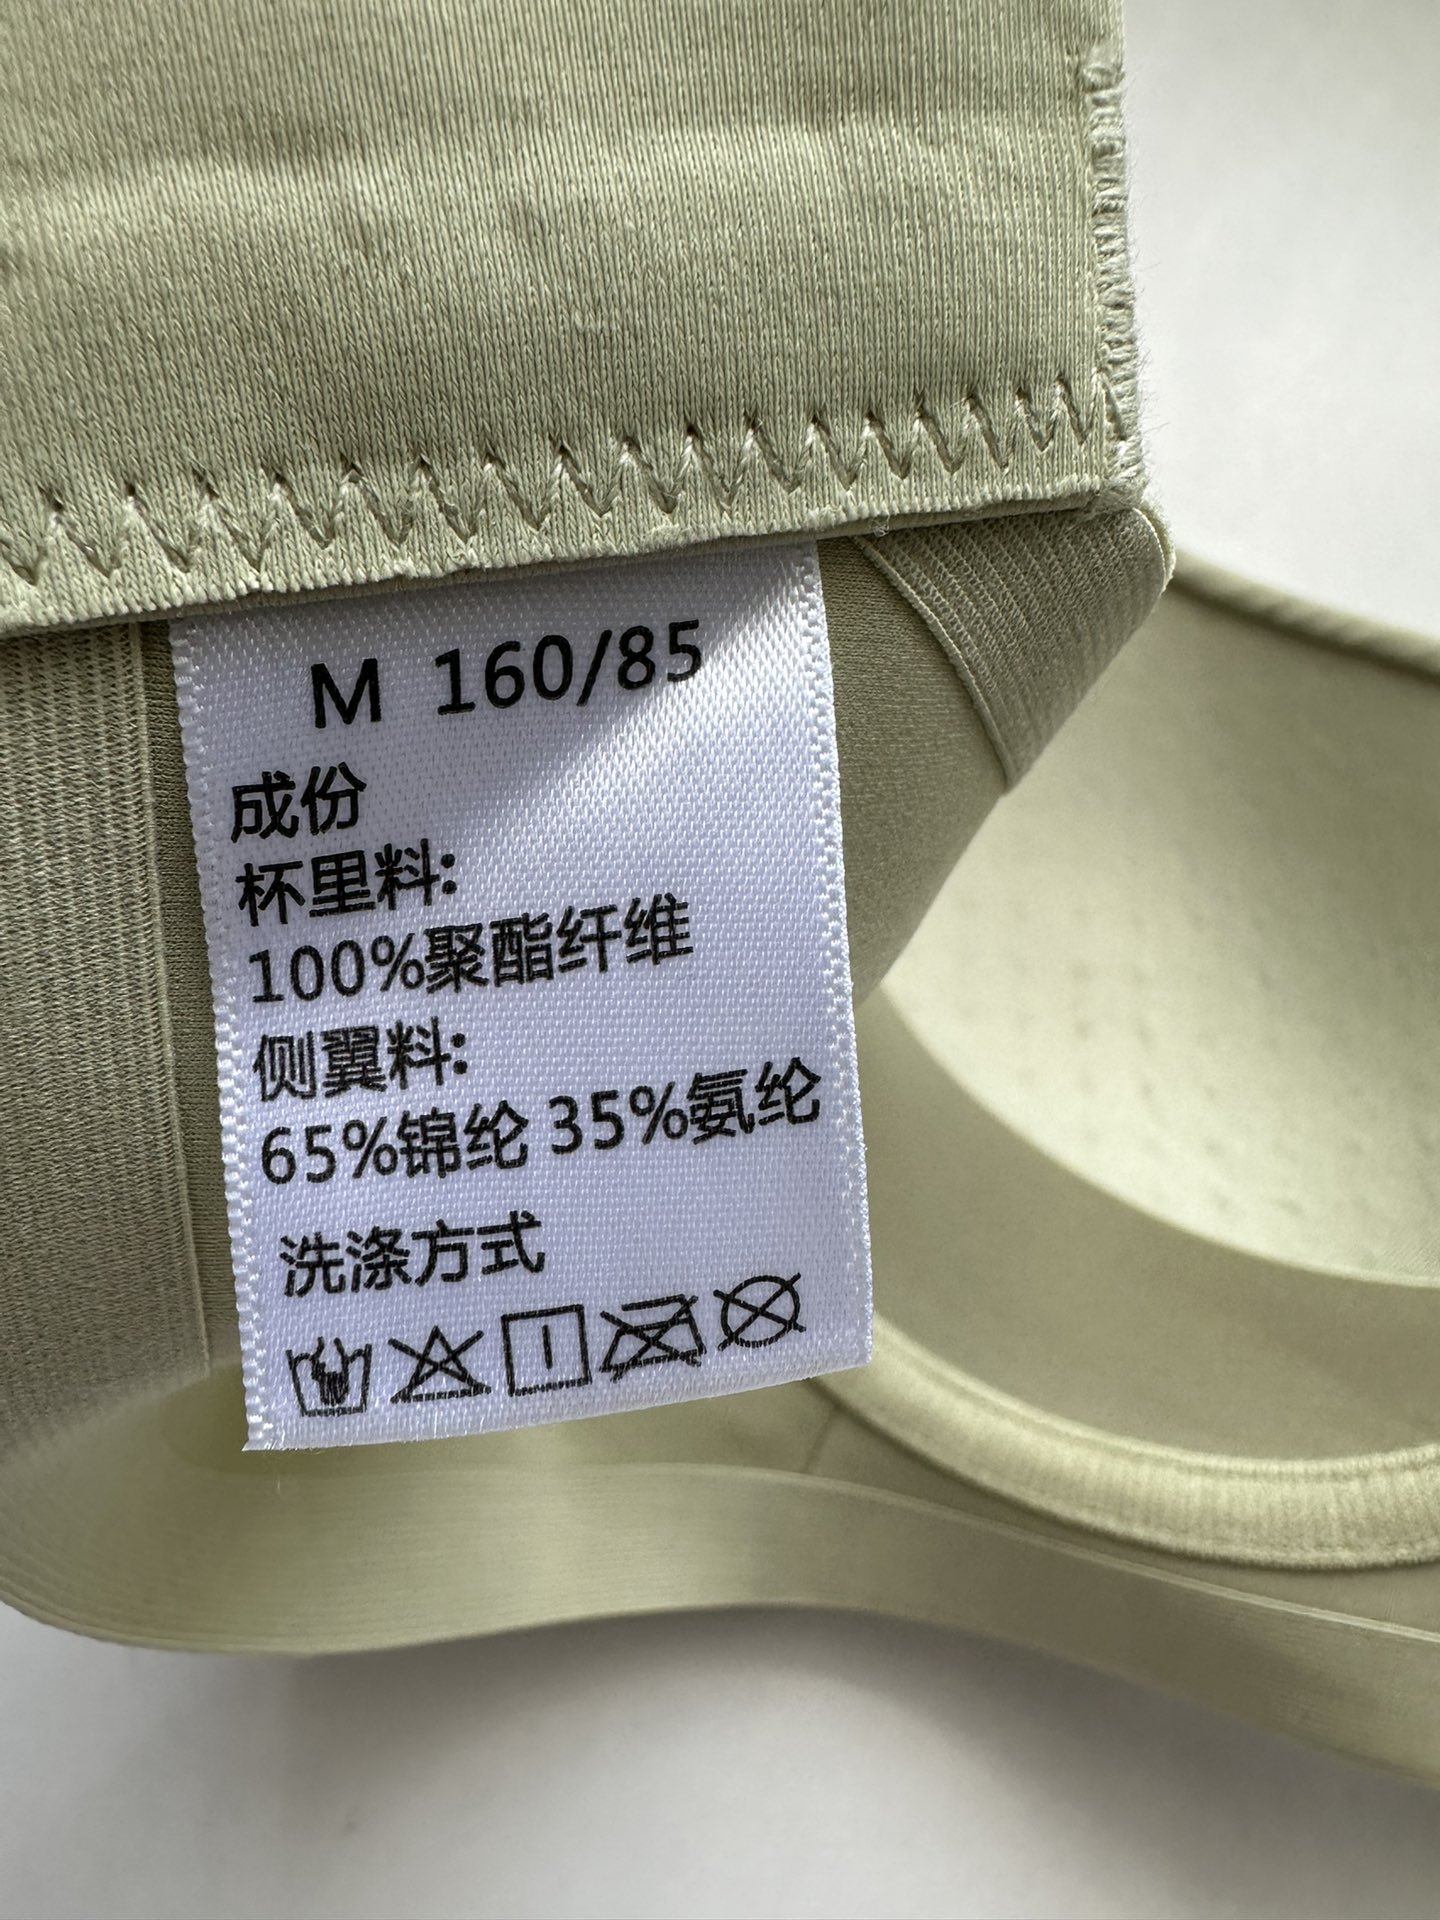 M 160/85
成份
杯里料:
100%聚酯纤维
侧翼料:
65%锦纶 35%氨纶
洗涤方式